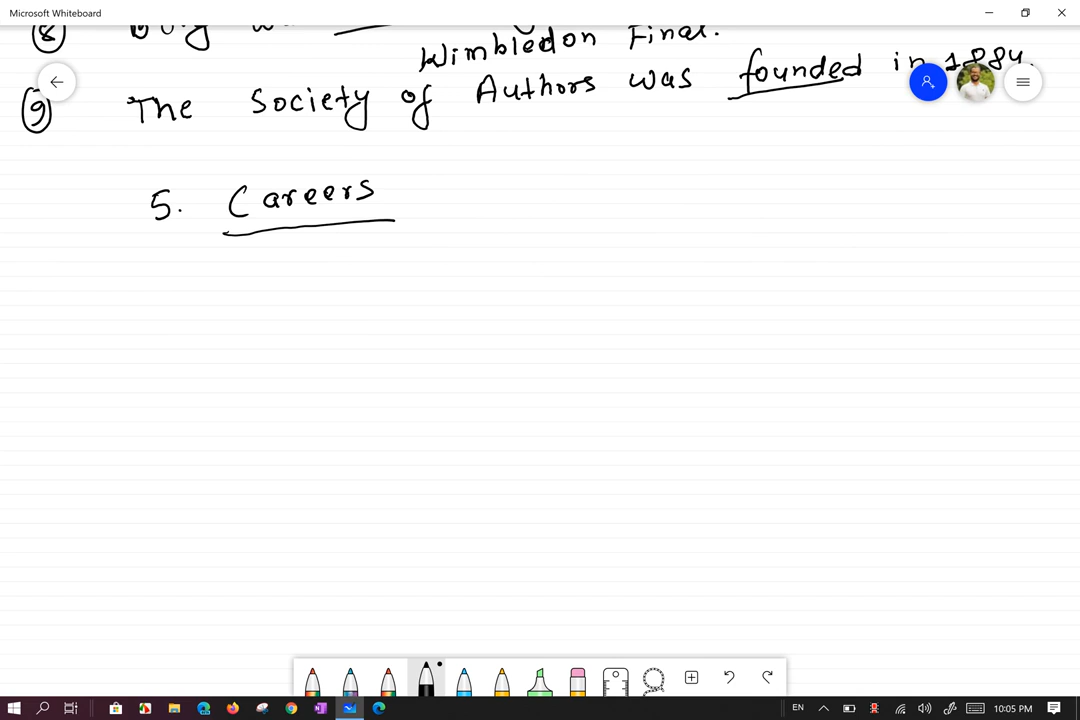 Microsoft Whiteboard
8
Wimbledon Final.
9 The Society of Authors was founded in 1884.
5. Careers
EN
10:05 PM